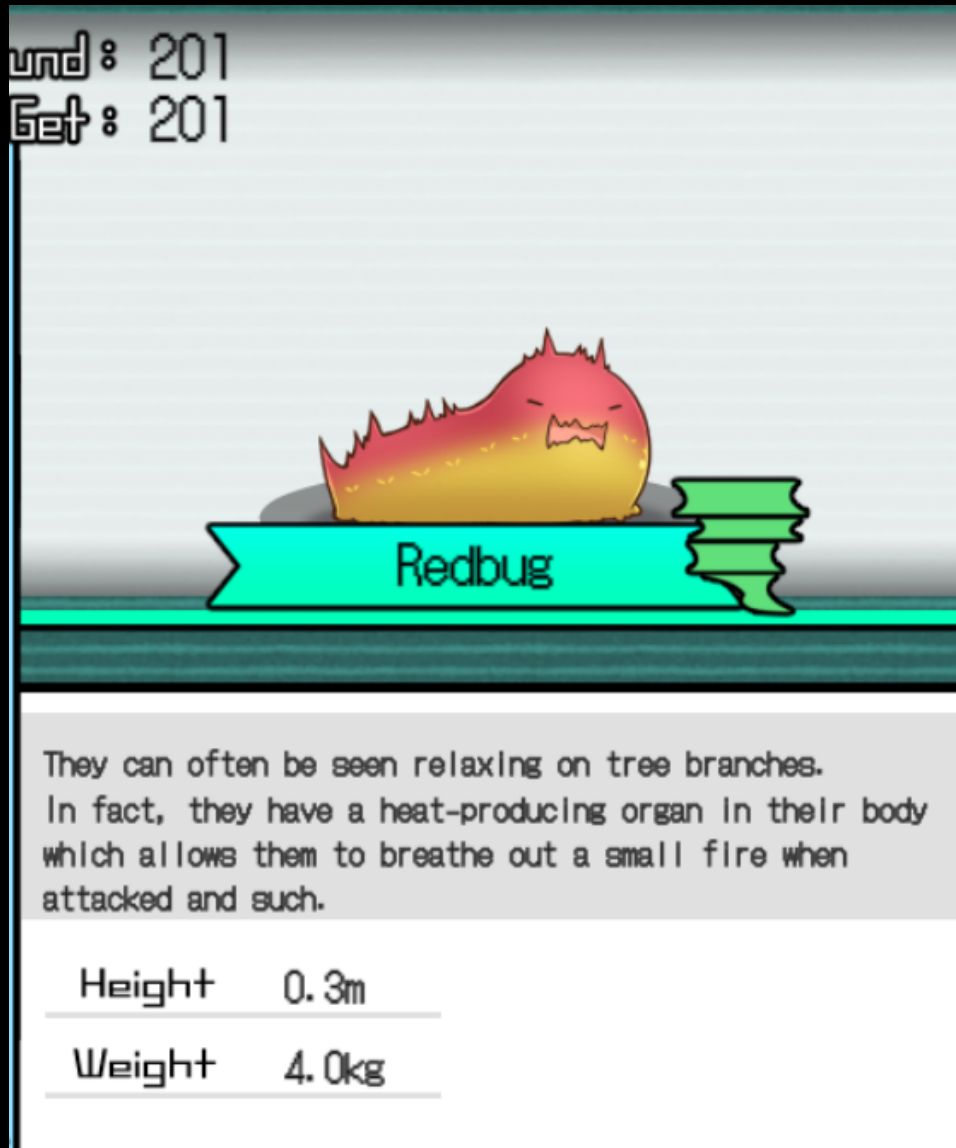 und: 201
Get: 201
Redbug
They can often be seen relaxing on tree branches.
In fact, they have a heat-producing organ in their body
which allows them to breathe out a small fire when
attacked and such.
Height 0.3m
Weight 4.0kg